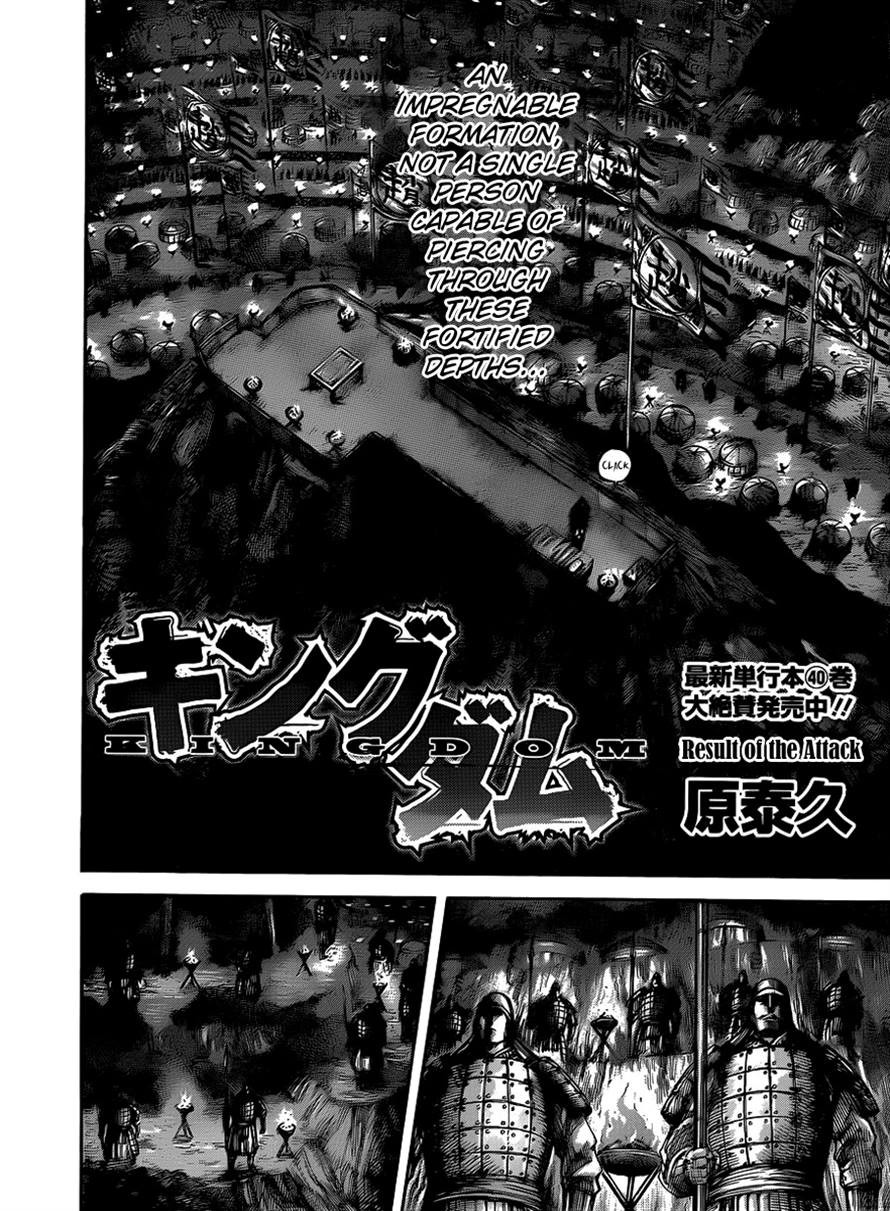 AN
IMPREGNABLE
FORMATION,
NOT A SINGLE
PERSON
CAPABLE OF
PIERCING
THROUGH
THESE
FORTIFIED
DEPTHS...
CLICK
キングダム
KINGDOM
最新単行本㊵巻
大絶賛発売中!!
Result of the Attack
原泰久